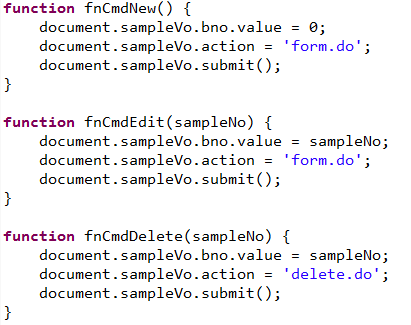 function fnCmdNew() {
    document.sampleVo.bno.value = 0;
    document.sampleVo.action = 'form.do';
    document.sampleVo.submit();
}

function fnCmdEdit(sampleNo) {
    document.sampleVo.bno.value = sampleNo;
    document.sampleVo.action = 'form.do';
    document.sampleVo.submit();
}

function fnCmdDelete(sampleNo) {
    document.sampleVo.bno.value = sampleNo;
    document.sampleVo.action = 'delete.do';
    document.sampleVo.submit();
}